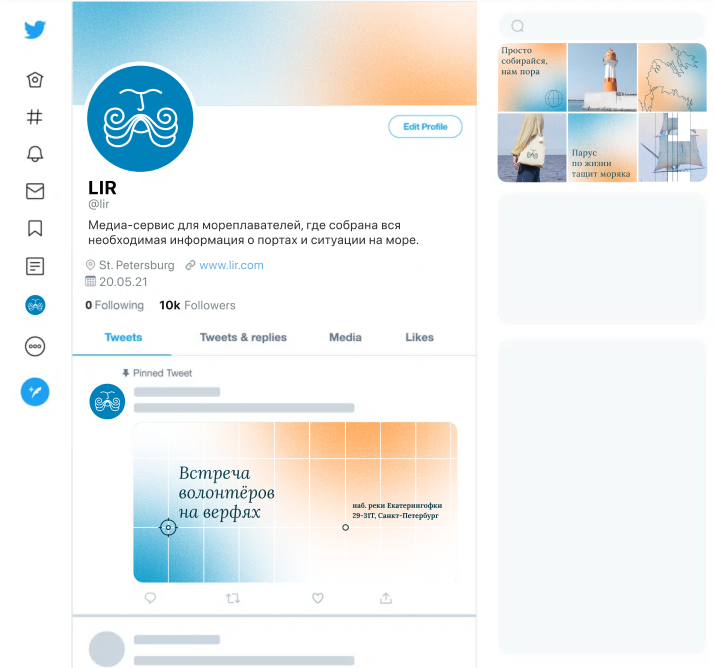 Edit Profile
LIR
@lir
Медиа-сервис для мореплавателей, где собрана вся
необходимая информация о портах и ситуации на море.
St. Petersburg www.lir.com
20.05.21
0 Following 10k Followers
Tweets Tweets & replies Media Likes
Pinned Tweet
Встреча
волонтёров
на верфях
наб. реки Екатерингофки
29-31Т, Санкт-Петербург
Просто
собирайся,
нам пора
Парус
по жизни
тащит моряка